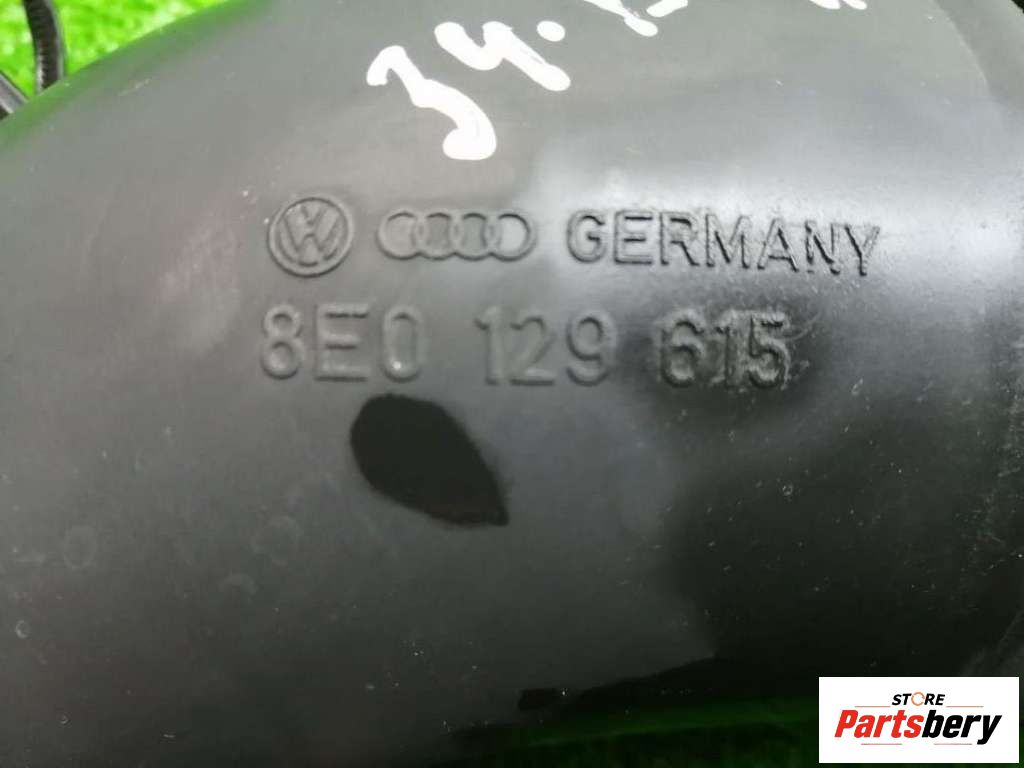 GERMANY
8E0 129 615
STORE
Partsbery